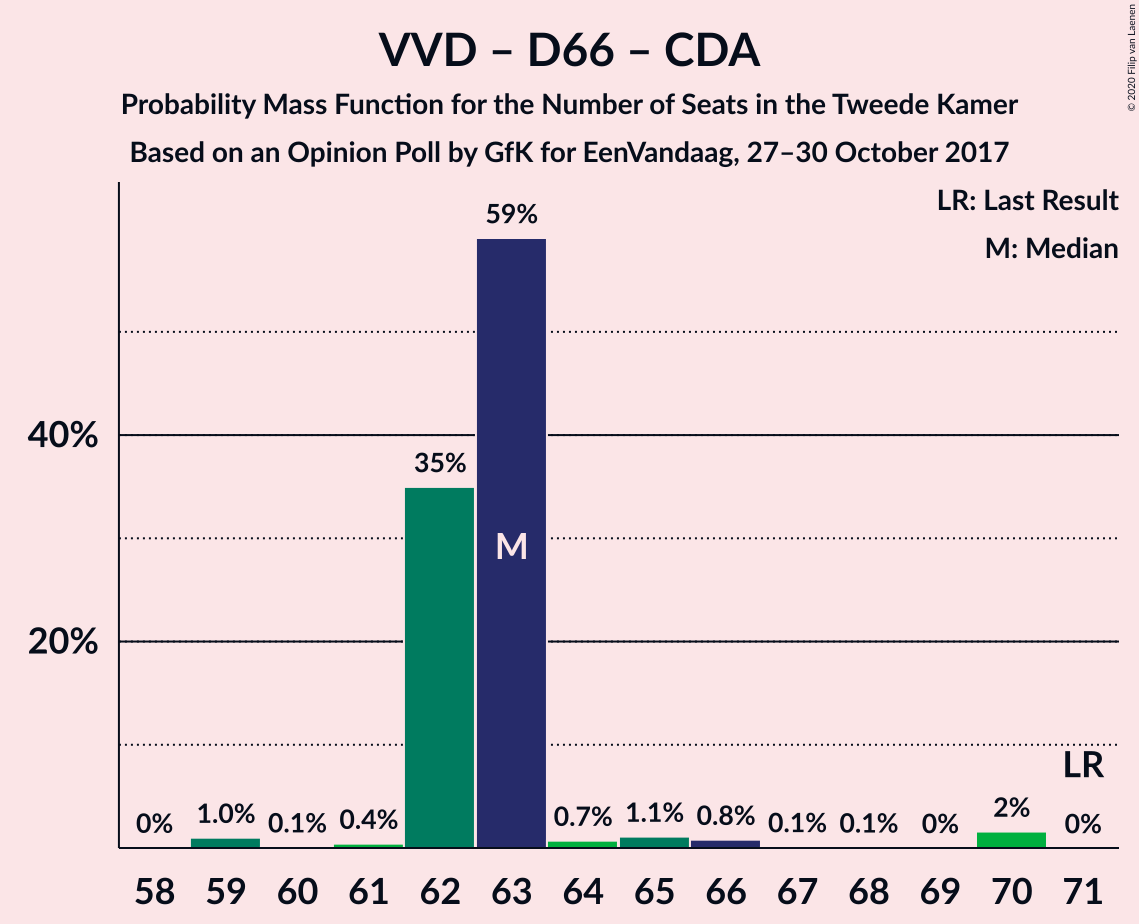 VVD – D66 – CDA
Probability Mass Function for the Number of Seats in the Tweede Kamer
Based on an Opinion Poll by GfK for EenVandaag, 27–30 October 2017
© 2020 Filip van Laenen
LR: Last Result
M: Median
59%
40%
35%
M
20%
LR
0% 1.0% 0.1% 0.4% 0.7% 1.1% 0.8% 0.1% 0.1% 0% 2% 0%
58 59 60 61 62 63 64 65 66 67 68 69 70 71